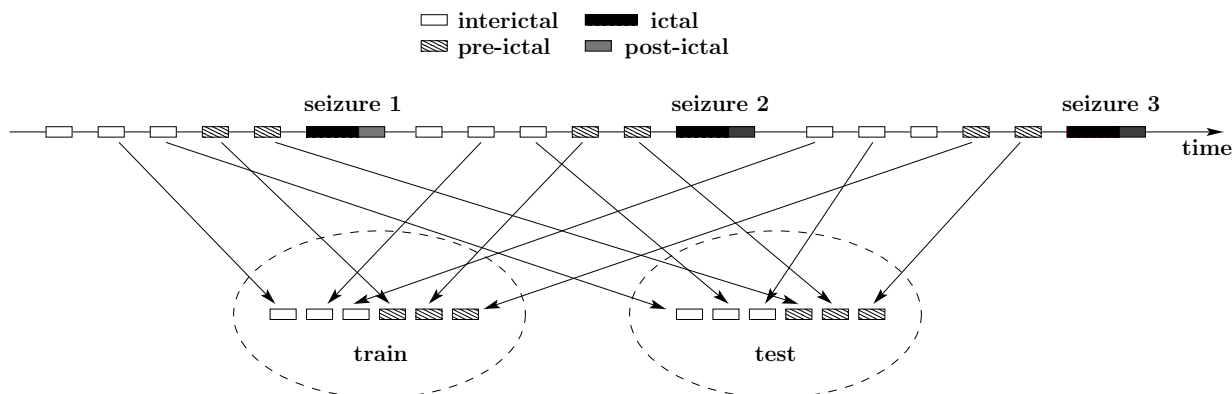 interictal ictal
pre-ictal post-ictal
seizure 1 seizure 2 seizure 3
time
train test